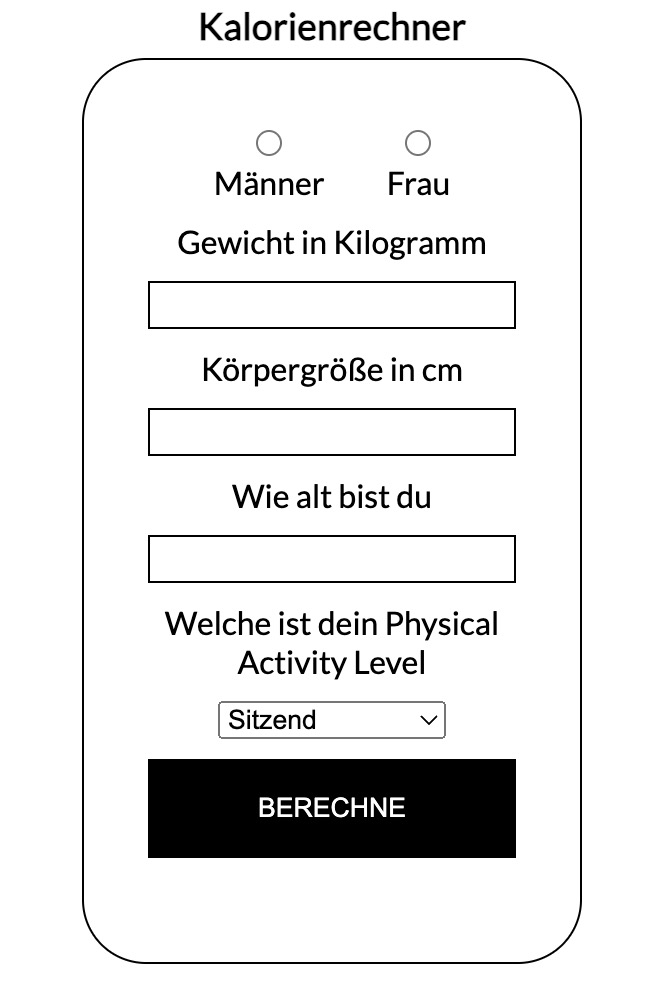 Kalorienrechner
Männer Frau
Gewicht in Kilogramm
Körpergröße in cm
Wie alt bist du
Welche ist dein Physical
Activity Level
Sitzend
BERECHNE